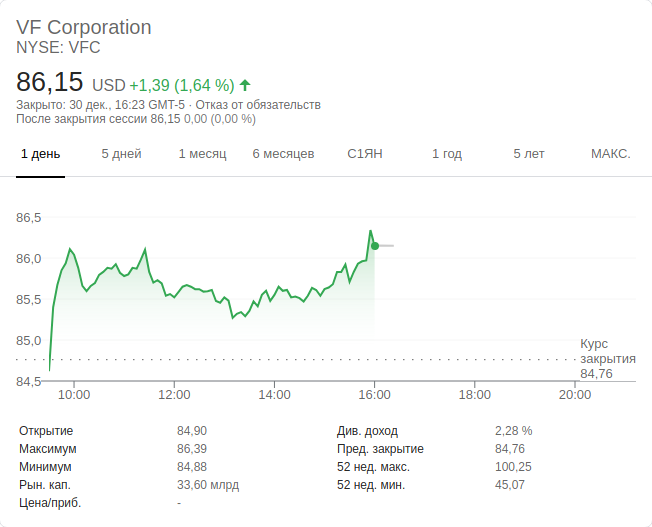 VF Corporation
NYSE: VFC
86,15 USD +1,39 (1,64 %)
Закрыто: 30 дек., 16:23 GMT-5 · Отказ от обязательств
После закрытия сессии 86,15 0,00 (0,00 %)
1 день 5 дней 1 месяц 6 месяцев С1ЯН 1 год 5 лет МАКС.
86,5
86,0
85,5
85,0
84,5
Курс
закрытия
84,76
10:00 12:00 14:00 16:00 18:00 20:00
Открытие 84,90 Див. доход 2,28 %
Максимум 86,39 Пред. закрытие 84,76
Минимум 84,88 52 нед. макс. 100,25
Рын. кап. 33,60 млрд 52 нед. мин. 45,07
Цена/приб. -